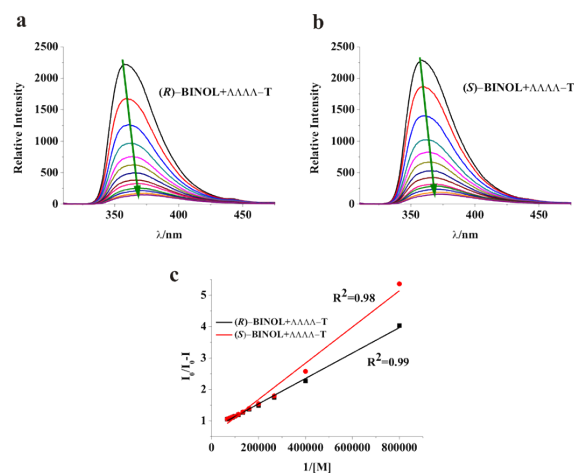 a
b
2500
2000
1500
1000
500
0
Relative Intensity
(R)–BINOL+ΛΛΛΛ–T
350
400
450
λ/nm
2500
2000
1500
1000
500
0
Relative Intensity
(S)–BINOL+ΛΛΛΛ–T
350
400
450
λ/nm
c
5
4
3
2
1
0
I0/I0-I
R2=0.98
(R)–BINOL+ΛΛΛΛ–T
(S)–BINOL+ΛΛΛΛ–T
R2=0.99
0
200000
400000
600000
800000
1/[M]